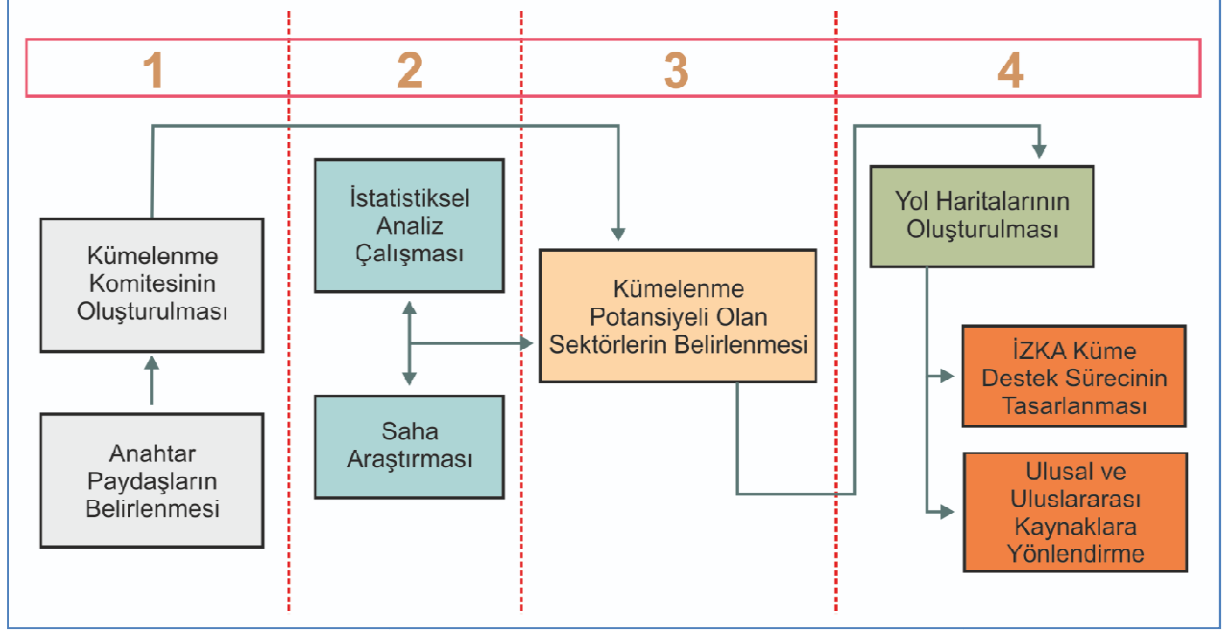 1
2
3
4
Kümelenme
Komitesinin
Oluşturulması
Anahtar
Paydaşların
Belirlenmesi
İstatistiksel
Analiz
Çalışması
Saha
Araştırması
Kümelenme
Potansiyeli Olan
Sektörlerin Belirlenmesi
Yol Haritalarının
Oluşturulması
İZKA Küme
Destek Sürecinin
Tasarlanması
Ulusal ve
Uluslararası
Kaynaklara
Yönlendirme